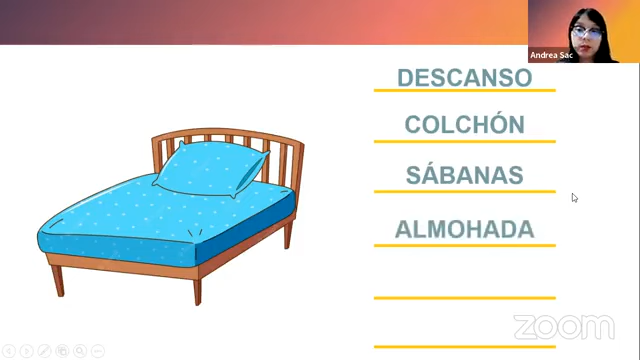 Andrea Sac
DESCANSO
COLCHÓN
SÁBANAS
ALMOHADA
zoom